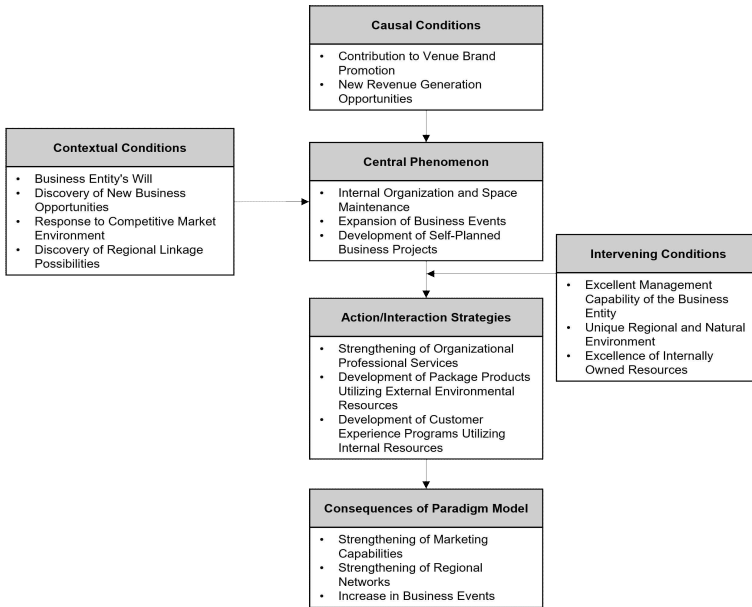 Causal Conditions
• Contribution to Venue Brand
Promotion
• New Revenue Generation
Opportunities
Contextual Conditions
• Business Entity's Will
• Discovery of New Business
Opportunities
• Response to Competitive Market
Environment
• Discovery of Regional Linkage
Possibilities
Central Phenomenon
• Internal Organization and Space
Maintenance
• Expansion of Business Events
• Development of Self-Planned
Business Projects
Intervening Conditions
• Excellent Management
Capability of the Business
Entity
• Unique Regional and Natural
Environment
• Excellence of Internally
Owned Resources
Action/Interaction Strategies
• Strengthening of Organizational
Professional Services
• Development of Package Products
Utilizing External Environmental
Resources
• Development of Customer
Experience Programs Utilizing
Internal Resources
Consequences of Paradigm Model
• Strengthening of Marketing
Capabilities
• Strengthening of Regional
Networks
• Increase in Business Events